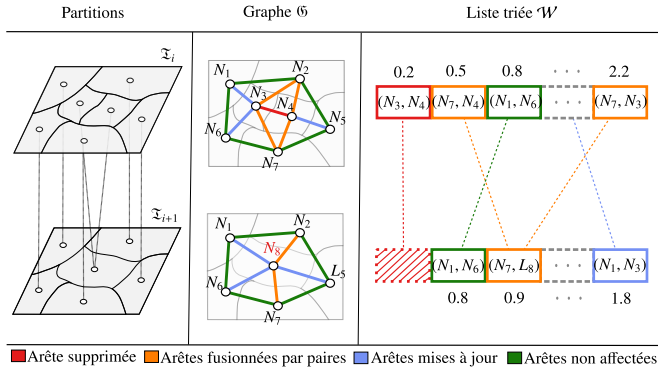 Partitions
Graphe 𝔊
Liste triée 𝒲
𝔗i
𝔗i+1
N1
N2
N3
N4
N5
N6
N7
N1
N2
N8
L5
N6
N7
0.2 0.5 0.8 · · · 2.2
(N3, N4) (N7, N4) (N1, N6) (N7, N3)
(N1, N6) (N7, L8) (N1, N3)
0.8 0.9 · · · 1.8
Arête supprimée Arêtes fusionnées par paires Arêtes mises à jour Arêtes non affectées